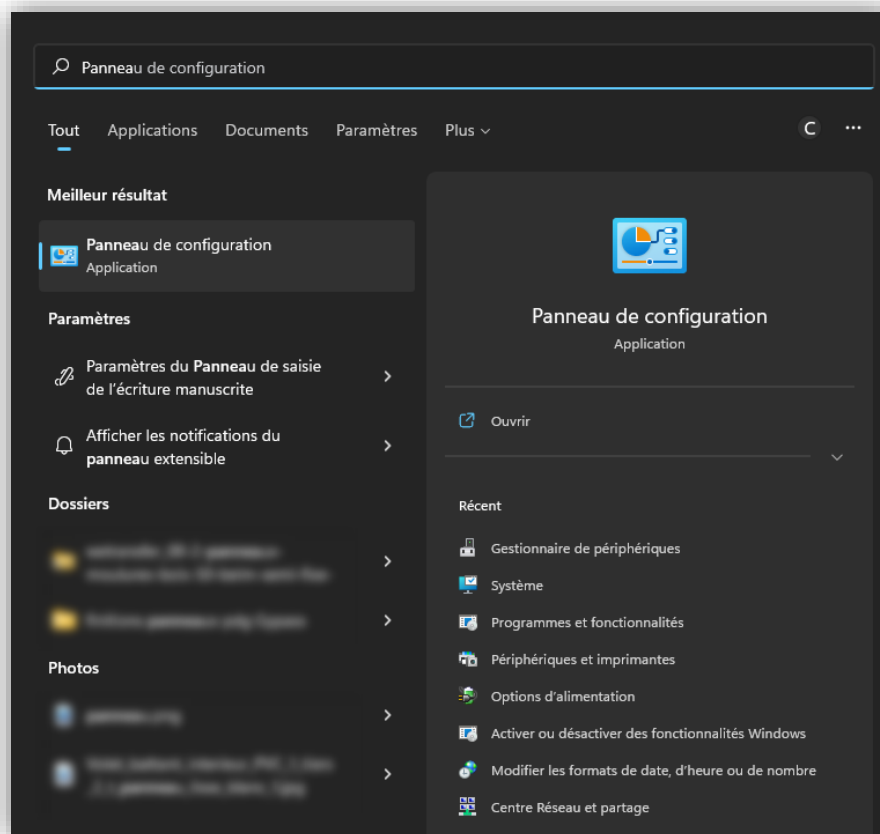 Panneau de configuration
Tout Applications Documents Paramètres Plus
C
Meilleur résultat
Panneau de configuration
Application
Paramètres
Paramètres du Panneau de saisie
de l'écriture manuscrite
Afficher les notifications du
panneau extensible
Dossiers
Photos
Panneau de configuration
Application
Ouvrir
Récent
Gestionnaire de périphériques
Système
Programmes et fonctionnalités
Périphériques et imprimantes
Options d'alimentation
Activer ou désactiver des fonctionnalités Windows
Modifier les formats de date, d'heure ou de nombre
Centre Réseau et partage